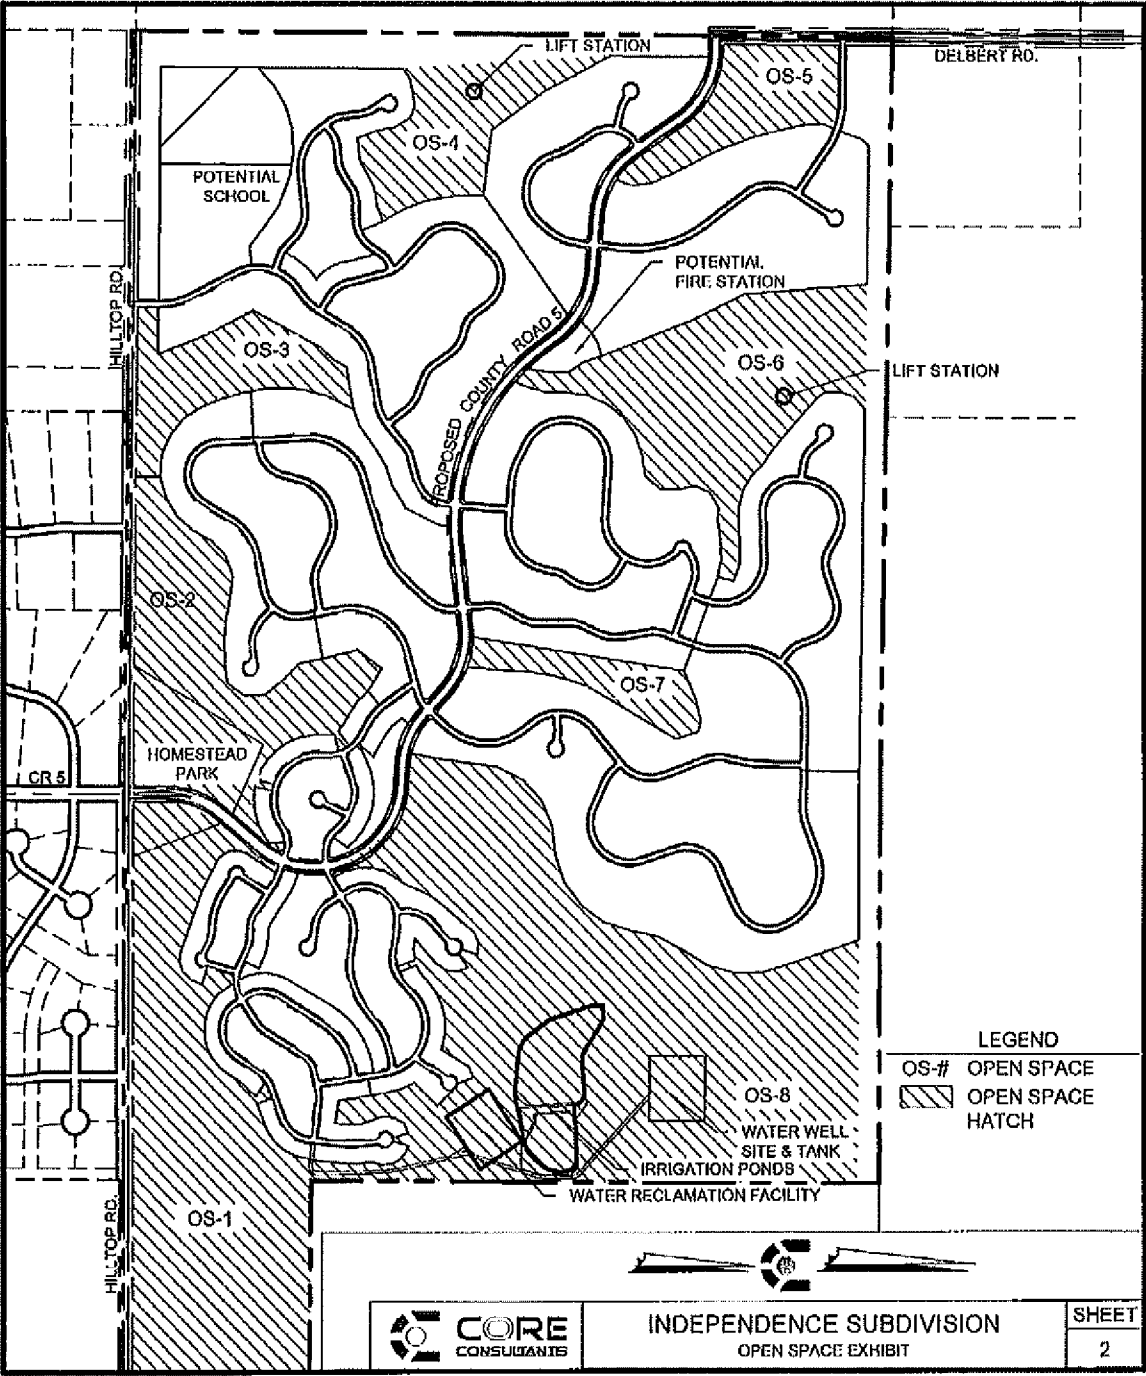 LIFT STATION
DELBERT RD.
OS-5
OS-4
POTENTIAL
SCHOOL
POTENTIAL
FIRE STATION
HILLTOP RD.
OS-3
PROPOSED COUNTY ROAD 5
OS-6
LIFT STATION
OS-2
OS-7
HOMESTEAD
PARK
CR 5
LEGEND
OS-# OPEN SPACE
OPEN SPACE
HATCH
OS-8
WATER WELL
SITE & TANK
IRRIGATION PONDS
WATER RECLAMATION FACILITY
OS-1
HILLTOP RD.
CORE
CONSULTANTS
INDEPENDENCE SUBDIVISION
OPEN SPACE EXHIBIT
SHEET
2